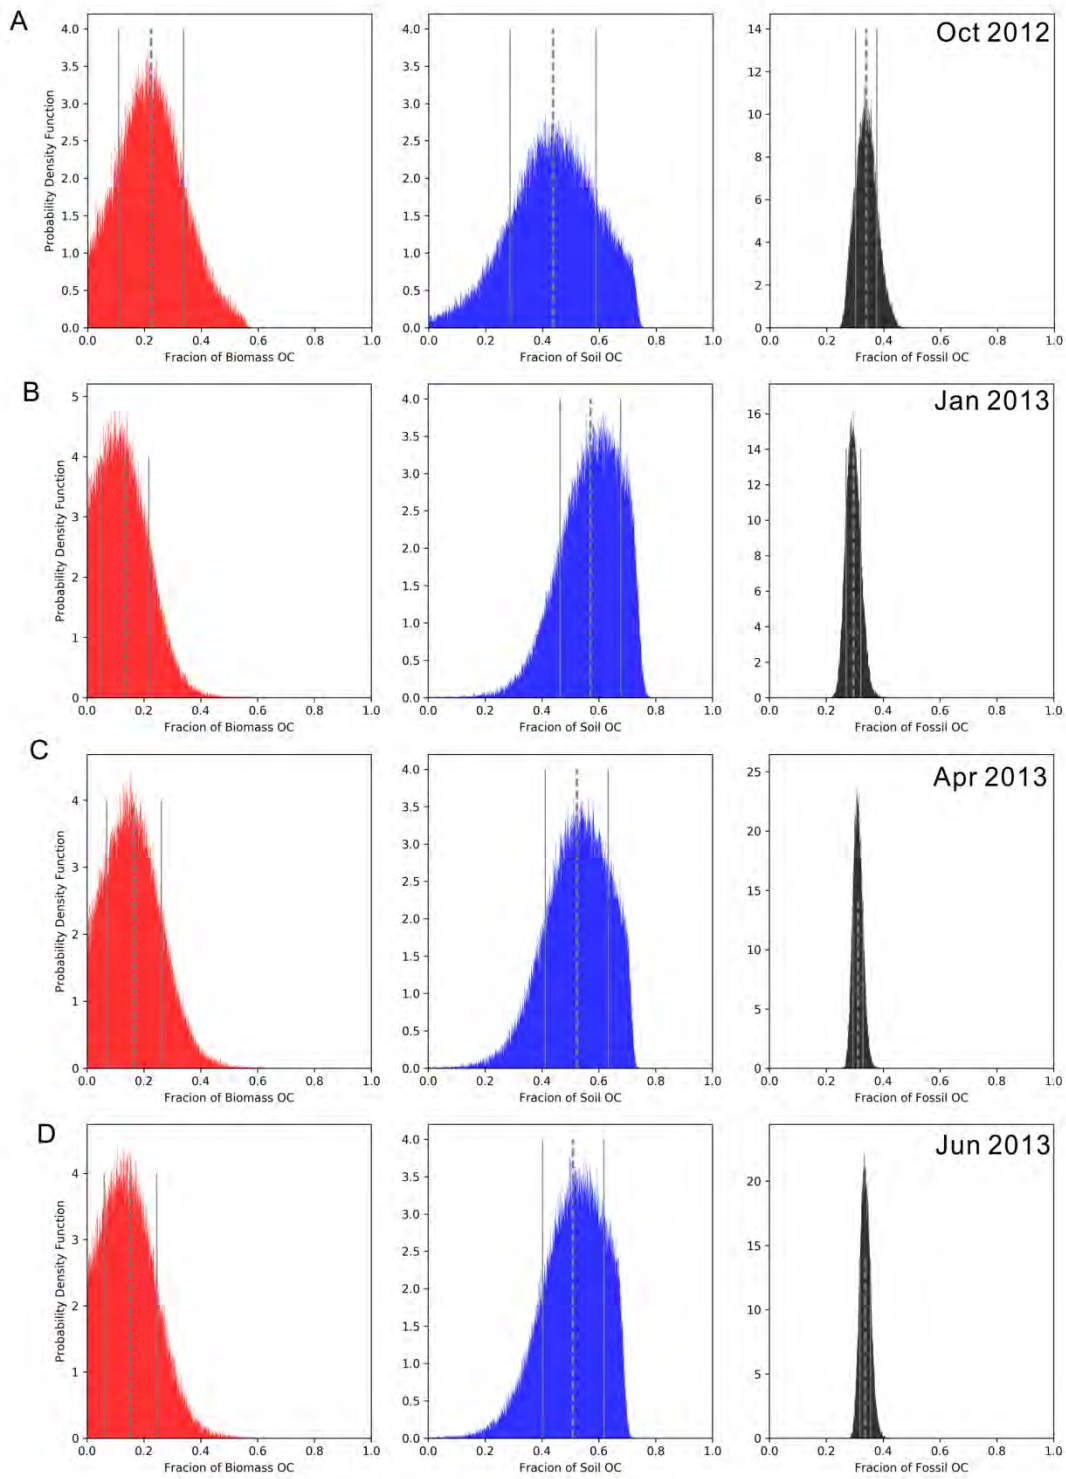 A
Oct 2012
4.0
3.5
3.0
2.5
2.0
1.5
1.0
0.5
0.0
Probability Density Function
0.0 0.2 0.4 0.6 0.8 1.0
Fracion of Biomass OC
4.0
3.5
3.0
2.5
2.0
1.5
1.0
0.5
0.0
0.0 0.2 0.4 0.6 0.8 1.0
Fracion of Soil OC
14
12
10
8
6
4
2
0
0.0 0.2 0.4 0.6 0.8 1.0
Fracion of Fossil OC
B
Jan 2013
5
4
3
2
1
0
Probability Density Function
0.0 0.2 0.4 0.6 0.8 1.0
Fracion of Biomass OC
4.0
3.5
3.0
2.5
2.0
1.5
1.0
0.5
0.0
0.0 0.2 0.4 0.6 0.8 1.0
Fracion of Soil OC
16
14
12
10
8
6
4
2
0
0.0 0.2 0.4 0.6 0.8 1.0
Fracion of Fossil OC
C
Apr 2013
4
3
2
1
0
Probability Density Function
0.0 0.2 0.4 0.6 0.8 1.0
Fracion of Biomass OC
4.0
3.5
3.0
2.5
2.0
1.5
1.0
0.5
0.0
0.0 0.2 0.4 0.6 0.8 1.0
Fracion of Soil OC
25
20
15
10
5
0
0.0 0.2 0.4 0.6 0.8 1.0
Fracion of Fossil OC
D
Jun 2013
4
3
2
1
0
Probability Density Function
0.0 0.2 0.4 0.6 0.8 1.0
Fracion of Biomass OC
4.0
3.5
3.0
2.5
2.0
1.5
1.0
0.5
0.0
0.0 0.2 0.4 0.6 0.8 1.0
Fracion of Soil OC
20
15
10
5
0
0.0 0.2 0.4 0.6 0.8 1.0
Fracion of Fossil OC